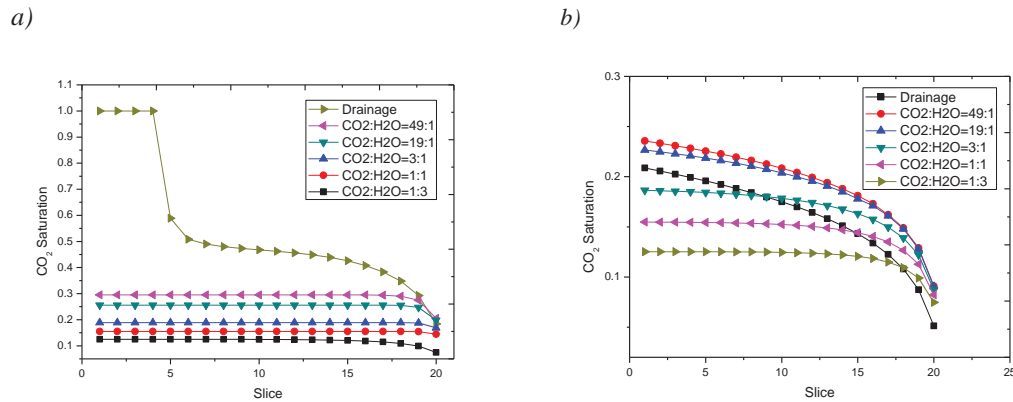 a)
b)
1.1
1.0
0.9
0.8
0.7
0.6
0.5
0.4
0.3
0.2
0.1
CO2 Saturation
0
5
10
15
20
Slice
Drainage
CO2:H2O=49:1
CO2:H2O=19:1
CO2:H2O=3:1
CO2:H2O=1:1
CO2:H2O=1:3
0.3
0.2
0.1
CO2 Saturation
0
5
10
15
20
25
Slice
Drainage
CO2:H2O=49:1
CO2:H2O=19:1
CO2:H2O=3:1
CO2:H2O=1:1
CO2:H2O=1:3